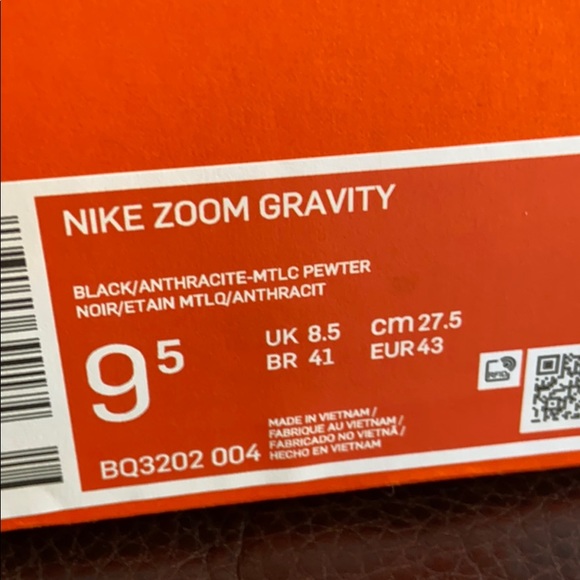 NIKE ZOOM GRAVITY
BLACK/ANTHRACITE-MTLC PEWTER
NOIR/ETAIN MTLQ/ANTHRACIT
9 5
UK 8.5 cm 27.5
BR 41 EUR 43
MADE IN VIETNAM/
FABRIQUE AU VIETNAM/
FABRICADO NO VIETNÃ/
HECHO EN VIETNAM
BQ3202 004